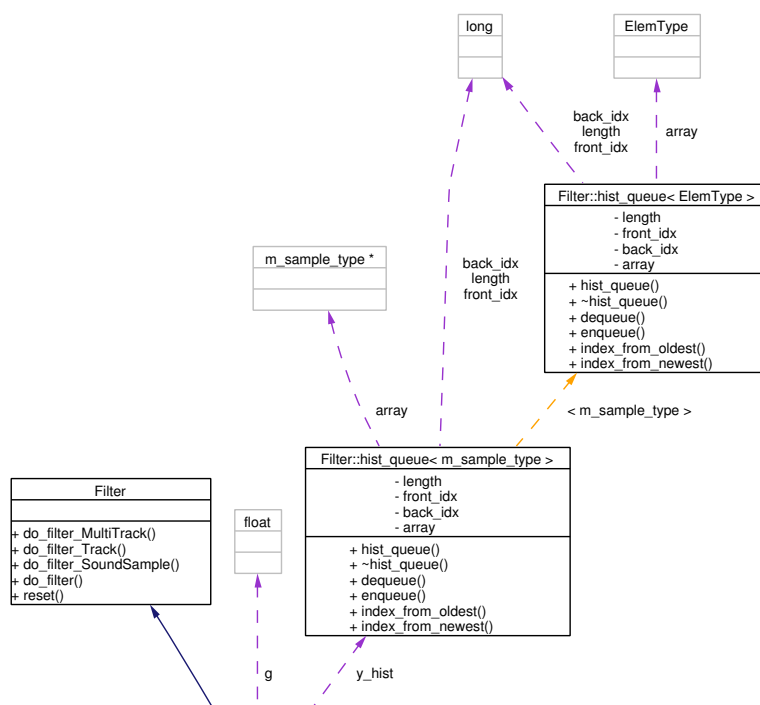 long
ElemType
back_idx
length
front_idx
array
Filter::hist_queue< ElemType >
- length
- front_idx
- back_idx
- array
+ hist_queue()
+ ~hist_queue()
+ dequeue()
+ enqueue()
+ index_from_oldest()
+ index_from_newest()
m_sample_type *
back_idx
length
front_idx
array
< m_sample_type >
Filter::hist_queue< m_sample_type >
- length
- front_idx
- back_idx
- array
+ hist_queue()
+ ~hist_queue()
+ dequeue()
+ enqueue()
+ index_from_oldest()
+ index_from_newest()
Filter
+ do_filter_MultiTrack()
+ do_filter_Track()
+ do_filter_SoundSample()
+ do_filter()
+ reset()
float
g
y_hist